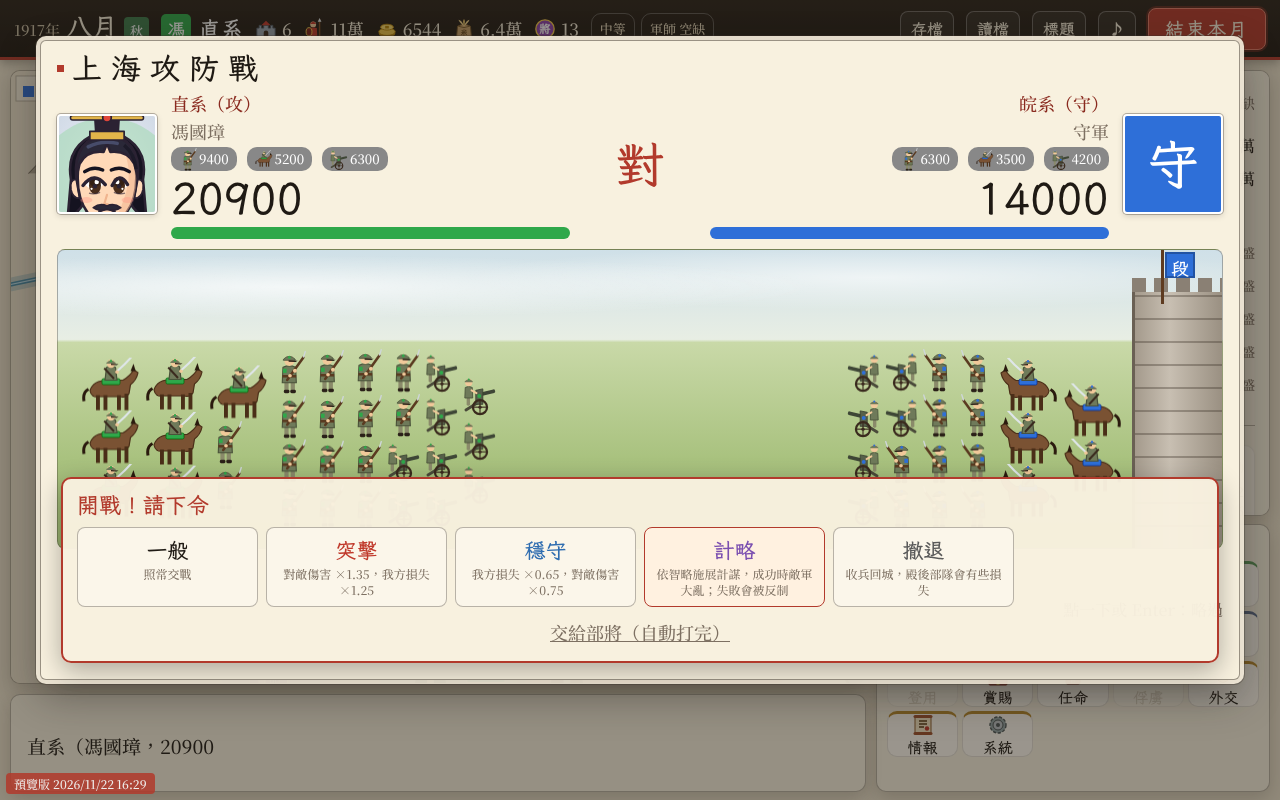 1917年 八月 秋 馮 直系 6 11萬 6544 6.4萬 將 13 中等 軍師 空缺 存檔 讀檔 標題 ♪ 結束本月
上海攻防戰
直系（攻）
馮國璋
9400 5200 6300
20900
對
皖系（守）
守軍
6300 3500 4200
14000
守
段
開戰！請下令
一般
照常交戰
突擊
對敵傷害 ×1.35，我方損失
×1.25
穩守
我方損失 ×0.65，對敵傷害
×0.75
計略
依智略施展計謀，成功時敵軍
大亂；失敗會被反制
撤退
收兵回城，殿後部隊會有些損
失
交給部將（自動打完）
登用 賞賜 任命 俘虜 外交
情報 系統
直系（馮國璋，20900
預覽版 2026/11/22 16:29